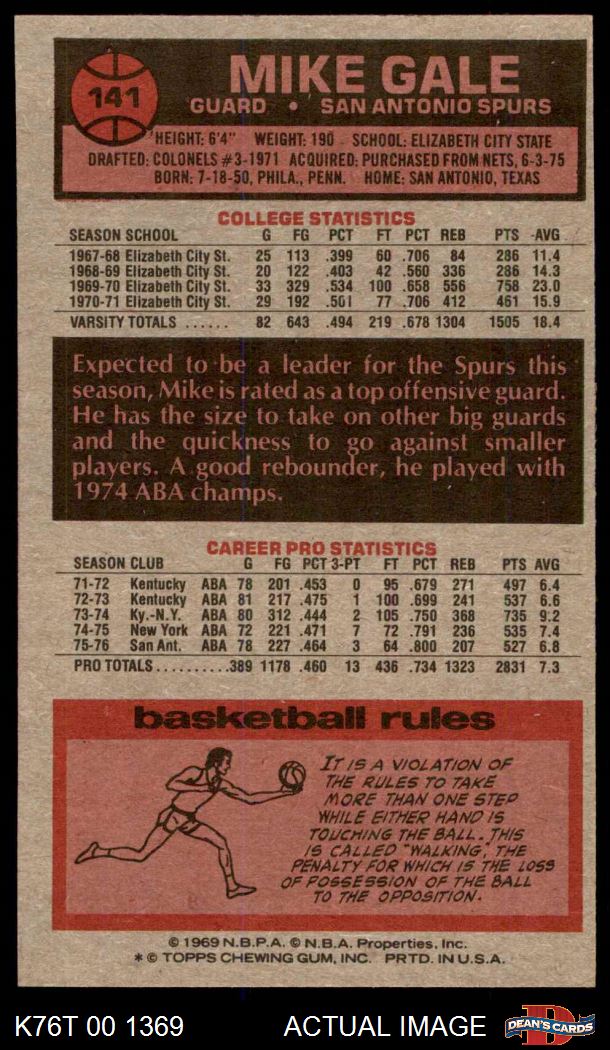 141
MIKE GALE
GUARD • SAN ANTONIO SPURS
HEIGHT: 6'4" WEIGHT: 190 SCHOOL: ELIZABETH CITY STATE
DRAFTED: COLONELS #3-1971 ACQUIRED: PURCHASED FROM NETS, 6-3-75
BORN: 7-18-50, PHILA., PENN. HOME: SAN ANTONIO, TEXAS
COLLEGE STATISTICS
SEASON SCHOOL G FG PCT FT PCT REB PTS AVG
1967-68 Elizabeth City St. 25 113 .399 60 .706 84 286 11.4
1968-69 Elizabeth City St. 20 122 .403 42 .560 336 286 14.3
1969-70 Elizabeth City St. 33 329 .534 100 .658 556 758 23.0
1970-71 Elizabeth City St. 29 192 .501 77 .706 412 461 15.9
VARSITY TOTALS ...... 82 643 .494 219 .678 1304 1505 18.4
Expected to be a leader for the Spurs this
season, Mike is rated as a top offensive guard.
He has the size to take on other big guards
and the quickness to go against smaller
players. A good rebounder, he played with
1974 ABA champs.
CAREER PRO STATISTICS
SEASON CLUB G FG PCT 3-PT FT PCT REB PTS AVG
71-72 Kentucky ABA 78 201 .453 0 95 .679 271 497 6.4
72-73 Kentucky ABA 81 217 .475 1 100 .699 241 537 6.6
73-74 Ky.-N.Y. ABA 80 312 .444 2 105 .750 368 735 9.2
74-75 New York ABA 72 221 .471 7 72 .791 236 535 7.4
75-76 San Ant. ABA 78 227 .464 3 64 .800 207 527 6.8
PRO TOTALS..........389 1178 .460 13 436 .734 1323 2831 7.3
basketball rules
IT IS A VIOLATION OF
THE RULES TO TAKE
MORE THAN ONE STEP
WHILE EITHER HAND IS
TOUCHING THE BALL. THIS
IS CALLED "WALKING," THE
PENALTY FOR WHICH IS THE LOSS
OF POSSESSION OF THE BALL
TO THE OPPOSITION.
© 1969 N.B.P.A. © N.B.A. Properties, Inc.
* © TOPPS CHEWING GUM, INC. PRTD. IN U.S.A.
K76T 00 1369 ACTUAL IMAGE DEAN'S CARDS